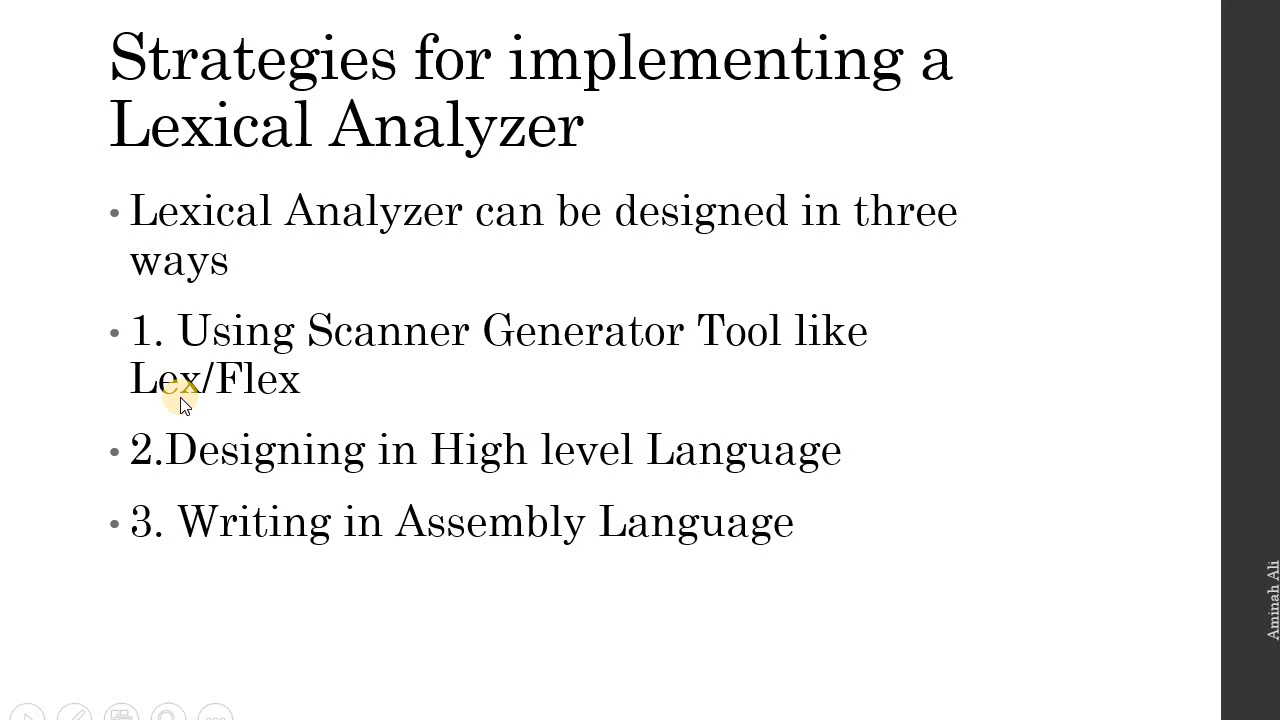 Strategies for implementing a
Lexical Analyzer
• Lexical Analyzer can be designed in three
ways
• 1. Using Scanner Generator Tool like
Lex/Flex
• 2.Designing in High level Language
• 3. Writing in Assembly Language
Aminah Ali